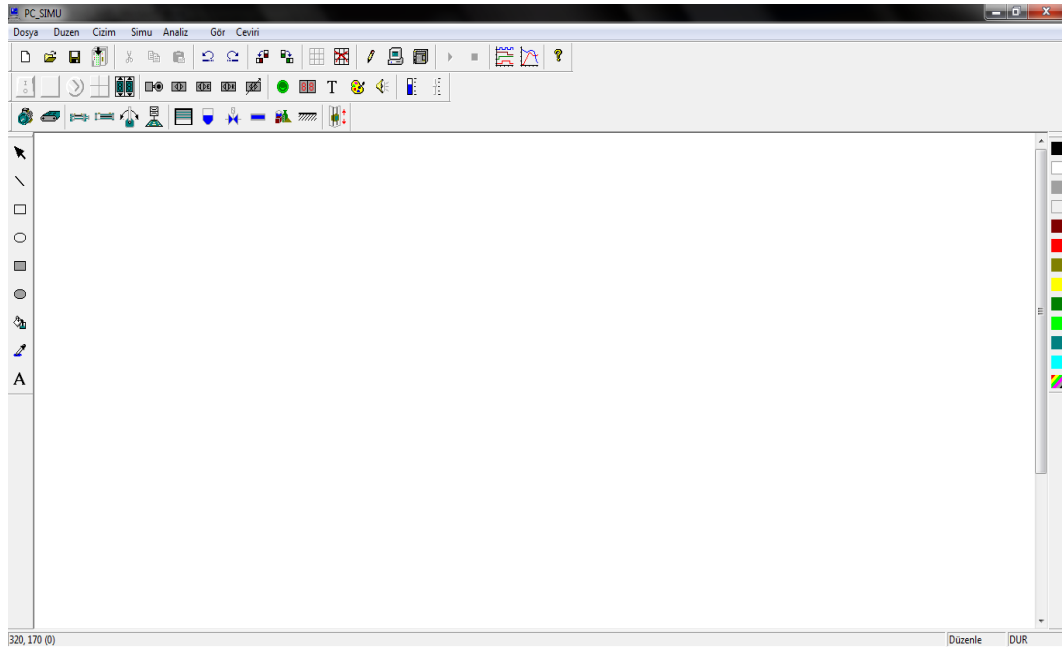 PC_SIMU
Dosya Duzen Cizim Simu Analiz Gör Ceviri
T
A
320, 170 (0) Düzenle DUR